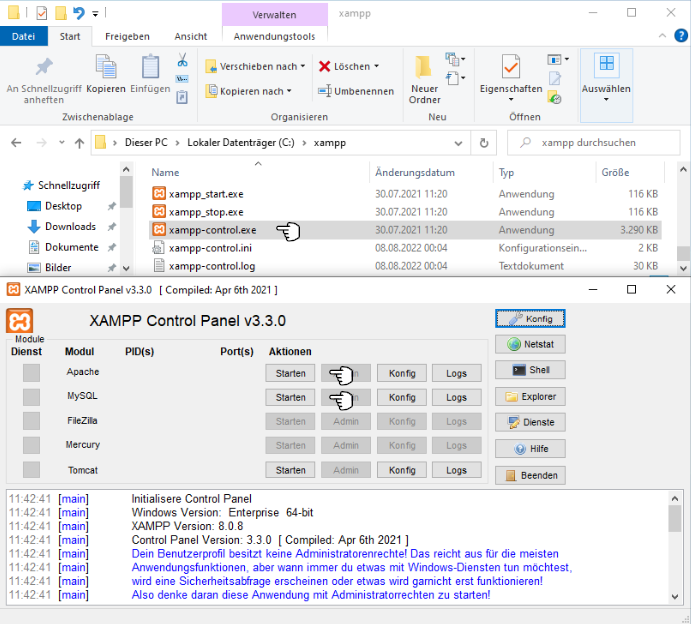 Verwalten xampp
Datei Start Freigeben Ansicht Anwendungstools
An Schnellzugriff anheften Kopieren Einfügen
Verschieben nach Löschen
Kopieren nach Umbenennen
Neuer Ordner
Eigenschaften
Auswählen
Zwischenablage Organisieren Neu Öffnen
Dieser PC > Lokaler Datenträger (C:) > xampp
xampp durchsuchen
Schnellzugriff
Desktop
Downloads
Dokumente
Bilder
Name Änderungsdatum Typ Größe
xampp_start.exe 30.07.2021 11:20 Anwendung 116 KB
xampp_stop.exe 30.07.2021 11:20 Anwendung 116 KB
xampp-control.exe 30.07.2021 11:20 Anwendung 3.290 KB
xampp-control.ini 08.08.2022 00:04 Konfigurationsein...
xampp-control.log 08.08.2022 00:04 Textdokument 30 KB
XAMPP Control Panel v3.3.0 [ Compiled: Apr 6th 2021 ]
XAMPP Control Panel v3.3.0
Konfig
Netstat
Shell
Explorer
Dienste
Hilfe
Beenden
Module
Dienst Modul PID(s) Port(s) Aktionen
Apache Starten Konfig Logs
MySQL Starten Konfig Logs
FileZilla Starten Admin Konfig Logs
Mercury Starten Admin Konfig Logs
Tomcat Starten Admin Konfig Logs
11:42:41 [main] Initialisere Control Panel
11:42:41 [main] Windows Version: Enterprise 64-bit
11:42:41 [main] XAMPP Version: 8.0.8
11:42:41 [main] Control Panel Version: 3.3.0 [ Compiled: Apr 6th 2021 ]
11:42:41 [main] Dein Benutzerprofil besitzt keine Administratorenrechte! Das reicht aus für die meisten
11:42:41 [main] Anwendungsfunktionen, aber wann immer du etwas mit Windows-Diensten tun möchtest,
11:42:41 [main] wird eine Sicherheitsabfrage erscheinen oder etwas wird garnicht erst funktionieren!
11:42:41 [main] Also denke daran diese Anwendung mit Administratorrechten zu starten!